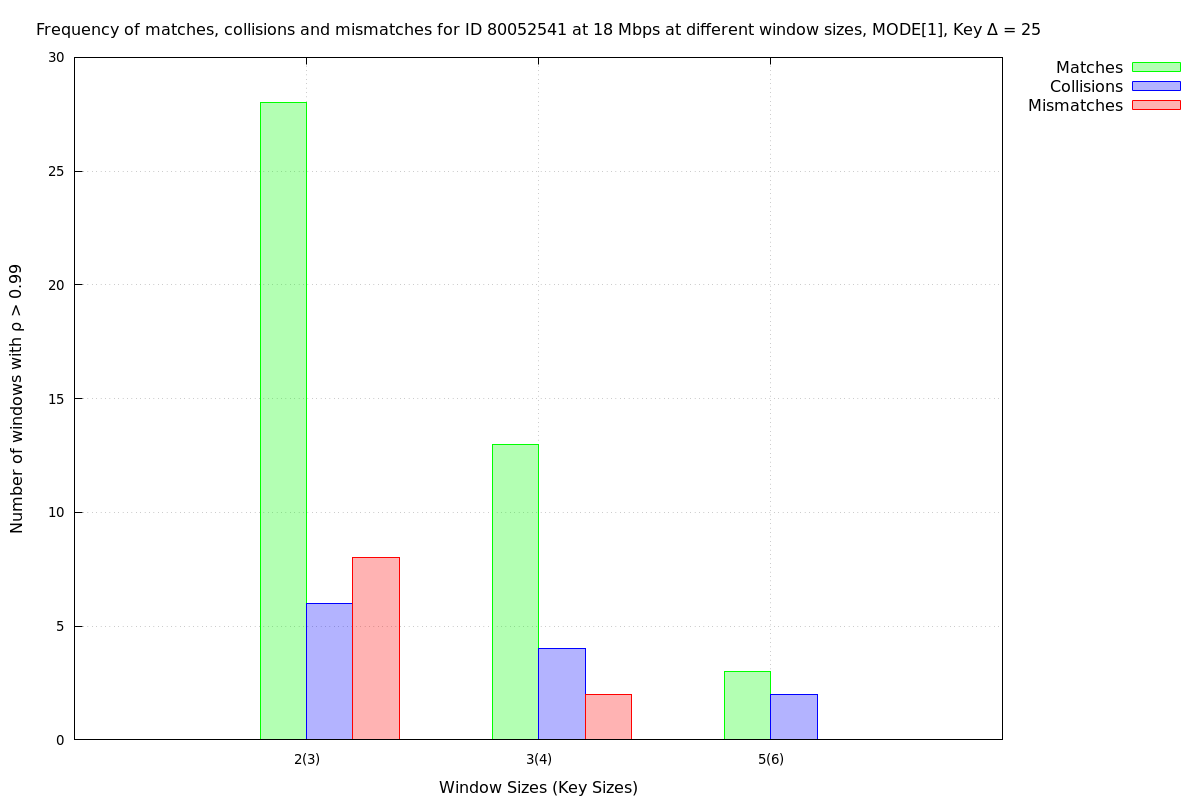 Frequency of matches, collisions and mismatches for ID 80052541 at 18 Mbps at different window sizes, MODE[1], Key Δ = 25
Matches
Collisions
Mismatches
Number of windows with ρ > 0.99
30
25
20
15
10
5
0
2(3) 3(4) 5(6)
Window Sizes (Key Sizes)